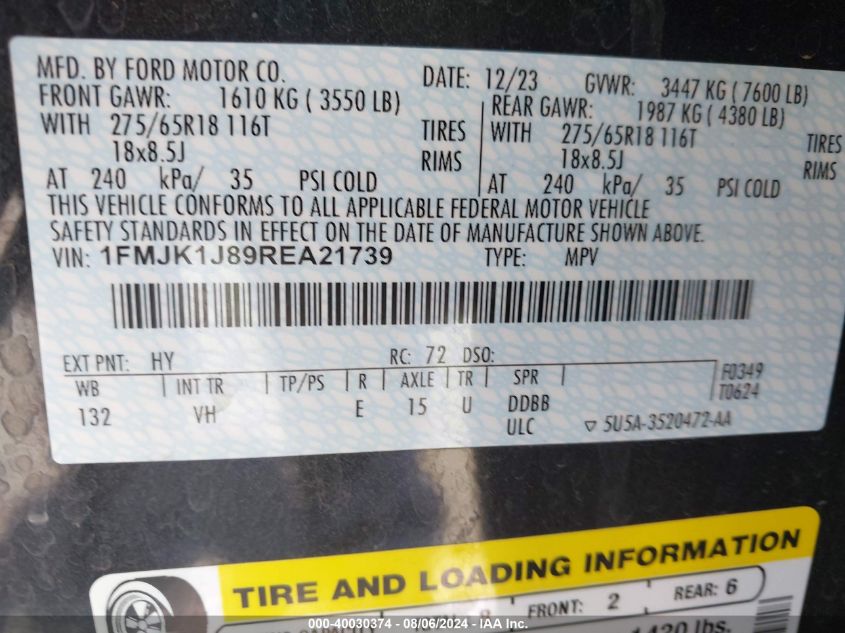 MFD. BY FORD MOTOR CO. DATE: 12/23 GVWR: 3447 KG ( 7600 LB)
FRONT GAWR: 1610 KG ( 3550 LB) REAR GAWR: 1987 KG ( 4380 LB)
WITH 275/65R18 116T TIRES WITH 275/65R18 116T TIRES
18x8.5J RIMS 18x8.5J RIMS
AT 240 kPa/ 35 PSI COLD AT 240 kPa/ 35 PSI COLD
THIS VEHICLE CONFORMS TO ALL APPLICABLE FEDERAL MOTOR VEHICLE
SAFETY STANDARDS IN EFFECT ON THE DATE OF MANUFACTURE SHOWN ABOVE.
VIN: 1FMJK1J89REA21739 TYPE: MPV
EXT PNT: HY RC: 72 DSO:
WB INT TR TP/PS R AXLE TR SPR F0349
132 VH E 15 U DDBB T0624
ULC ▽ 5U5A-3520472-AA
TIRE AND LOADING INFORMATION
FRONT: 2 REAR: 6
1420 lbs.
000-40030374 - 08/06/2024 - IAA Inc.